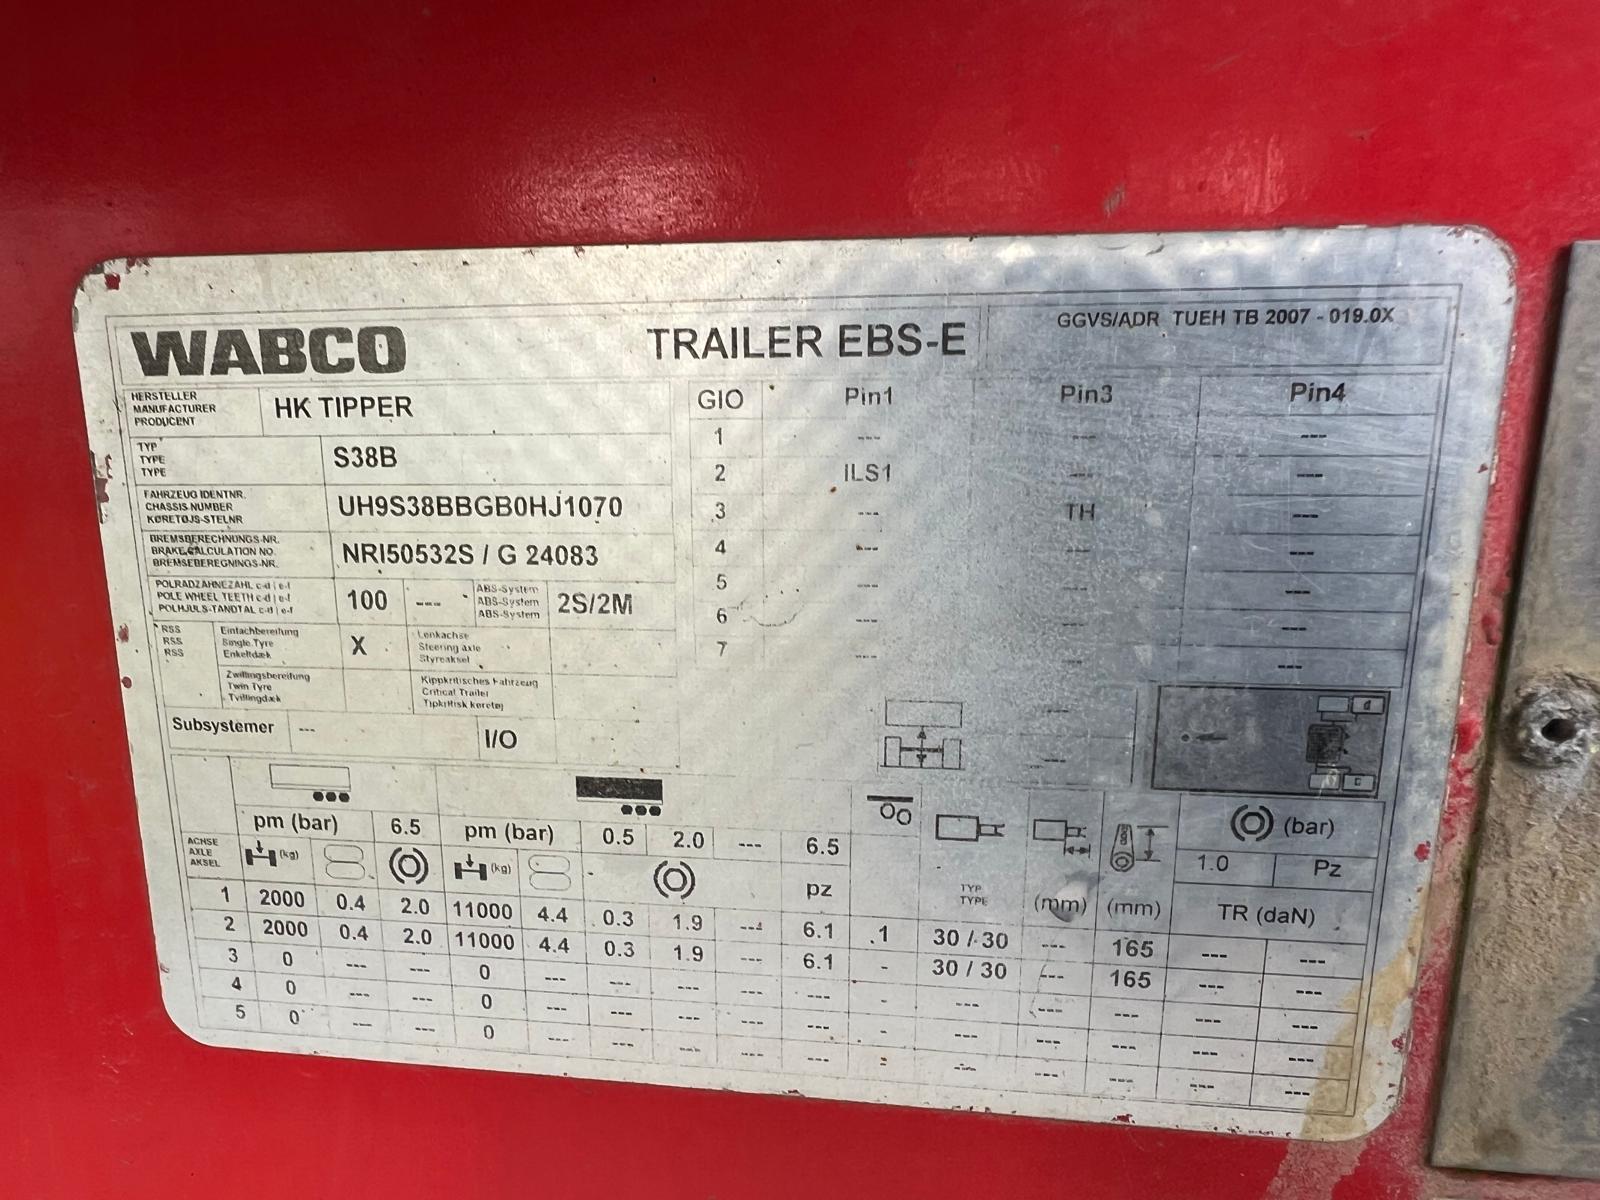 WABCO TRAILER EBS-E GGVS/ADR TUEH TB 2007 - 019.0X
HERSTELLER
MANUFACTURER
PRODUCENT
HK TIPPER
TYP
TYPE
TYPE
S38B
FAHRZEUG IDENTNR.
CHASSIS NUMBER
KØRETØJS-STELNR
UH9S38BBGB0HJ1070
BREMSBERECHNUNGS-NR.
BRAKE CALCULATION NO.
BREMSEBEREGNINGS-NR.
NRI50532S / G 24083
POLRADZAHNEZAHL c-d | e-f
POLE WHEEL TEETH c-d | e-f
POLHJULS-TANDTAL c-d | e-f
100 ---
ABS-System
ABS-System
ABS-System
2S/2M
RSS
RSS
RSS
Einfachbereifung
Single Tyre
Enkeltdæk
X
Lenkachse
Steering axle
Styreaksel
Zwillingsbereifung
Twin Tyre
Tvillingdæk
Kippkritisches Fahrzeug
Critical Trailer
Tipkritisk køretøj
Subsystemer --- I/O
GIO Pin1 Pin3 Pin4
1 --- --- ---
2 ILS1 --- ---
3 --- TH ---
4 --- --- ---
5 --- ---
6 --- ---
7 --- --- ---
---
---
d
c
pm (bar) 6.5 pm (bar) 0.5 2.0 --- 6.5
ACHSE
AXLE
AKSEL
(kg) (kg) pz
TYP
TYPE
(mm) (mm)
(bar)
1.0 Pz
TR (daN)
1 2000 0.4 2.0 11000 4.4 0.3 1.9 --- 6.1 1 30 / 30 --- 165 --- ---
2 2000 0.4 2.0 11000 4.4 0.3 1.9 --- 6.1 - 30 / 30 --- 165 --- ---
3 0 --- --- 0 --- --- --- --- --- - --- --- --- --- ---
4 0 --- --- 0 --- --- --- --- --- - --- --- --- --- ---
5 0 --- --- 0 --- --- --- --- --- - --- --- --- --- ---